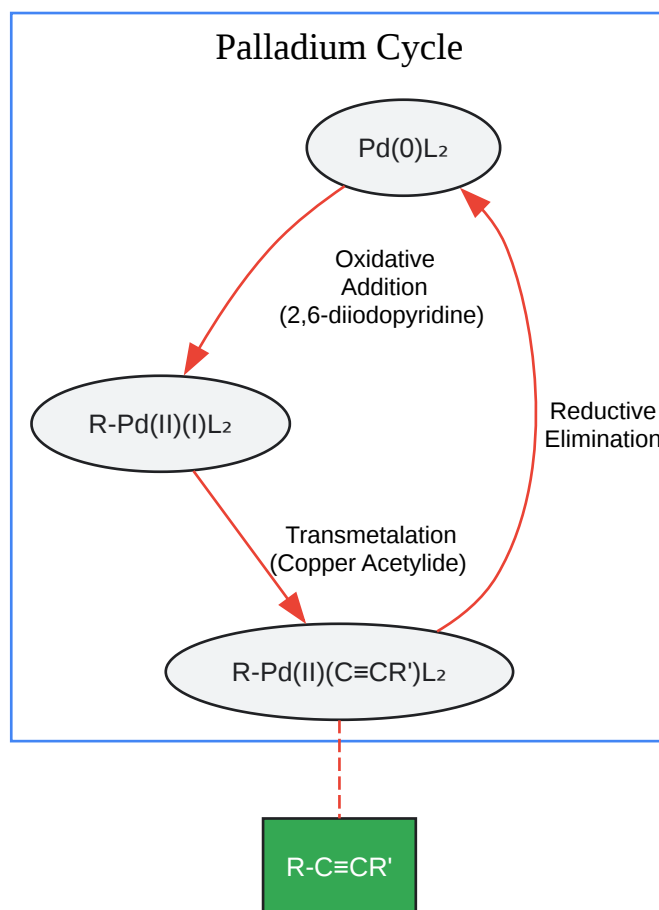 Palladium Cycle
Pd(0)L₂
Oxidative
Addition
(2,6-diiodopyridine)
R-Pd(II)(I)L₂
Reductive
Elimination
Transmetalation
(Copper Acetylide)
R-Pd(II)(C≡CR')L₂
R-C≡CR'